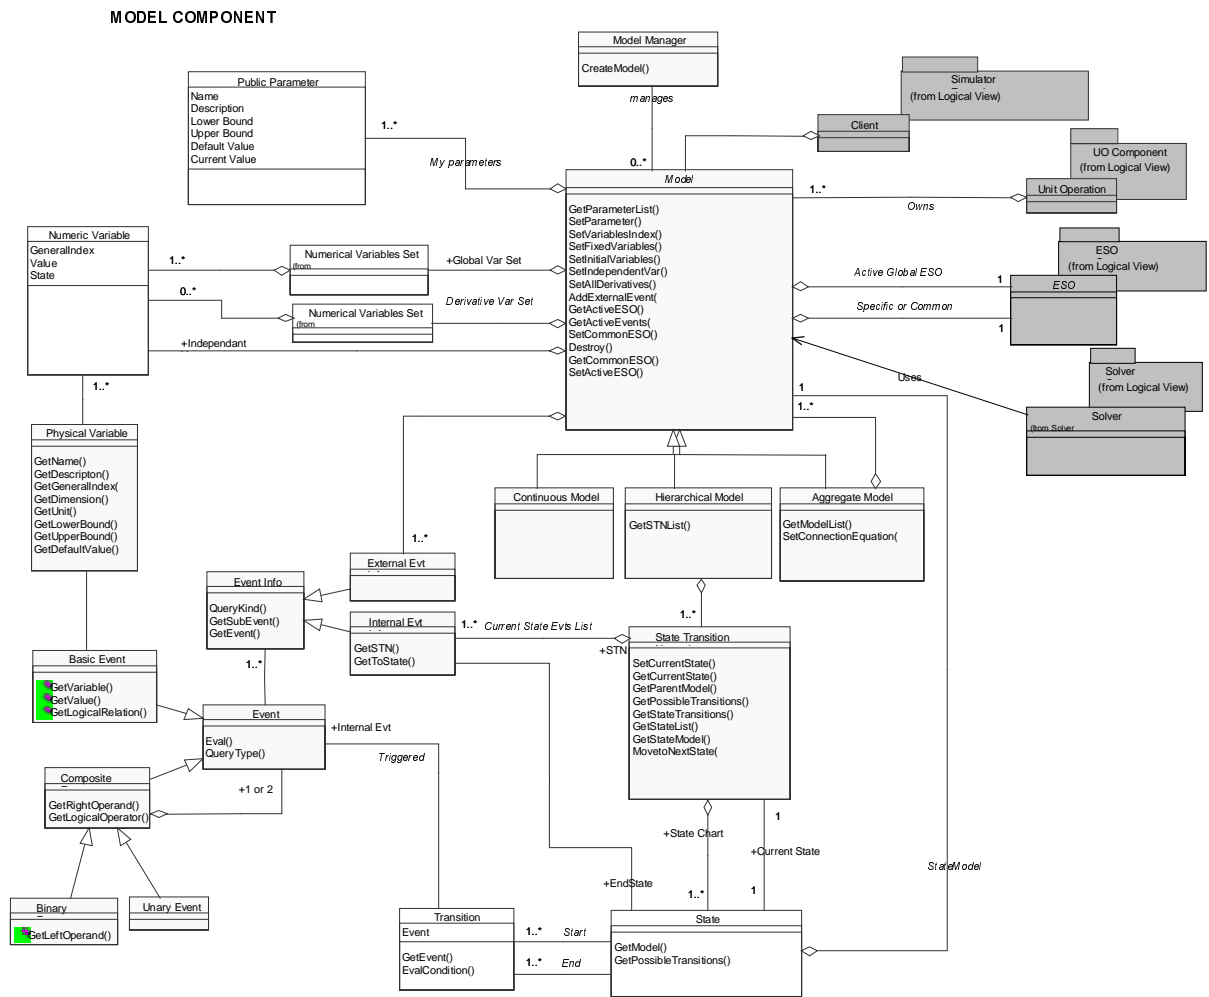 MODEL COMPONENT
Model Manager
CreateModel()
manages
0..*
Public Parameter
Name
Description
Lower Bound
Upper Bound
Default Value
Current Value
1..*
My parameters
Simulator
(from Logical View)
Client
UO Component
(from Logical View)
Unit Operation
1..*
Owns
Model
GetParameterList()
SetParameter()
SetVariablesIndex()
SetFixedVariables()
SetInitialVariables()
SetIndependentVar()
SetAllDerivatives()
AddExternalEvent(
GetActiveESO()
GetActiveEvents(
SetCommonESO()
Destroy()
GetCommonESO()
SetActiveESO()
Numeric Variable
GeneralIndex
Value
State
1..*
Numerical Variables Set
(from
+Global Var Set
0..*
Numerical Variables Set
(from
Derivative Var Set
+Independant
ESO
(from Logical View)
ESO
Active Global ESO
1
Specific or Common
1
Solver
(from Logical View)
Solver
(from Solver
Uses
1
1..*
1..*
Physical Variable
GetName()
GetDescripton()
GetGeneralIndex(
GetDimension()
GetUnit()
GetLowerBound()
GetUpperBound()
GetDefaultValue()
Continuous Model
Hierarchical Model
GetSTNList()
Aggregate Model
GetModelList()
SetConnectionEquation(
1..*
External Evt
Event Info
QueryKind()
GetSubEvent()
GetEvent()
1..*
Internal Evt
GetSTN()
GetToState()
1..*
Current State Evts List
+STN
1..*
State Transition
SetCurrentState()
GetCurrentState()
GetParentModel()
GetPossibleTransitions()
GetStateTransitions()
GetStateList()
GetStateModel()
MovetoNextState(
Basic Event
GetVariable()
GetValue()
GetLogicalRelation()
Event
Eval()
QueryType()
+Internal Evt
Triggered
Composite
GetRightOperand()
GetLogicalOperator()
+1 or 2
+State Chart
1
+Current State
StateModel
+EndState
1..*
1
Binary
GetLeftOperand()
Unary Event
Transition
Event
GetEvent()
EvalCondition()
1..*
Start
1..*
End
State
GetModel()
GetPossibleTransitions()